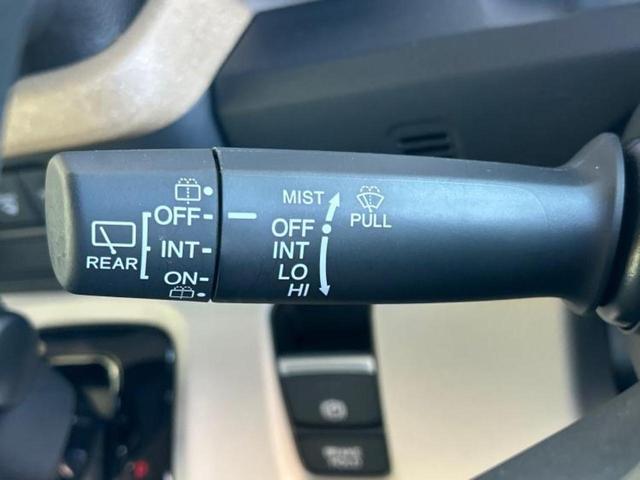 OFF
INT
ON
REAR
MIST
OFF
INT
LO
HI
PULL